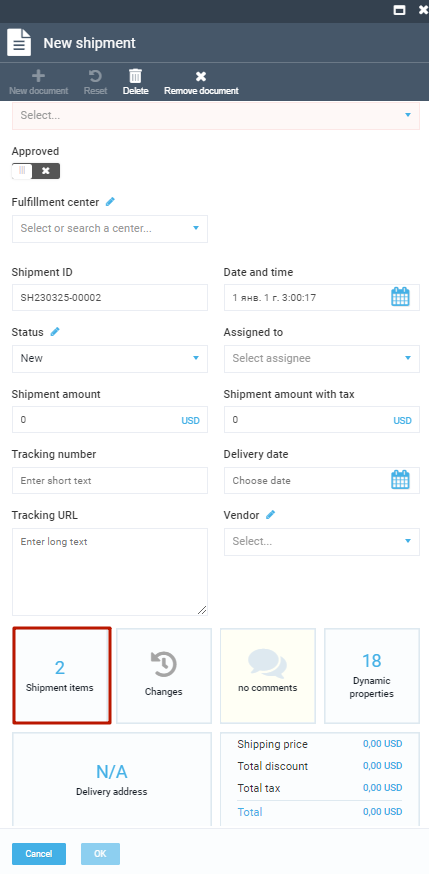 New shipment
New document Reset Delete Remove document
Select...
Approved
Fulfillment center
Select or search a center...
Shipment ID Date and time
SH230325-00002 1 янв. 1 г. 3:00:17
Status Assigned to
New Select assignee
Shipment amount Shipment amount with tax
0 USD 0 USD
Tracking number Delivery date
Enter short text Choose date
Tracking URL Vendor
Enter long text Select...
2 18
Shipment items Changes no comments Dynamic
properties
N/A
Delivery address
Shipping price 0,00 USD
Total discount 0,00 USD
Total tax 0,00 USD
Total 0,00 USD
Cancel OK